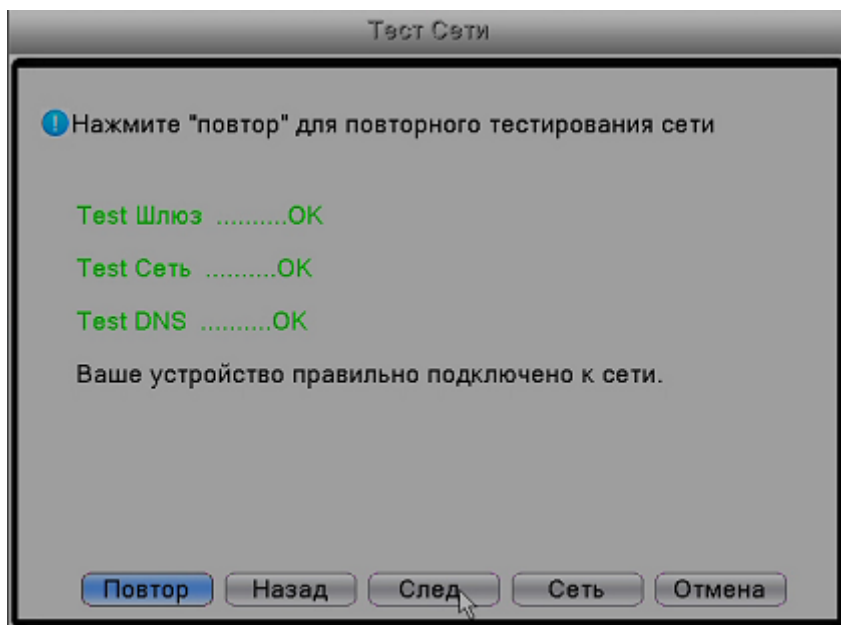 Тест Сети
Нажмите "повтор" для повторного тестирования сети
Test Шлюз ..........OK
Test Сеть ..........OK
Test DNS ..........OK
Ваше устройство правильно подключено к сети.
Повтор Назад След Сеть Отмена